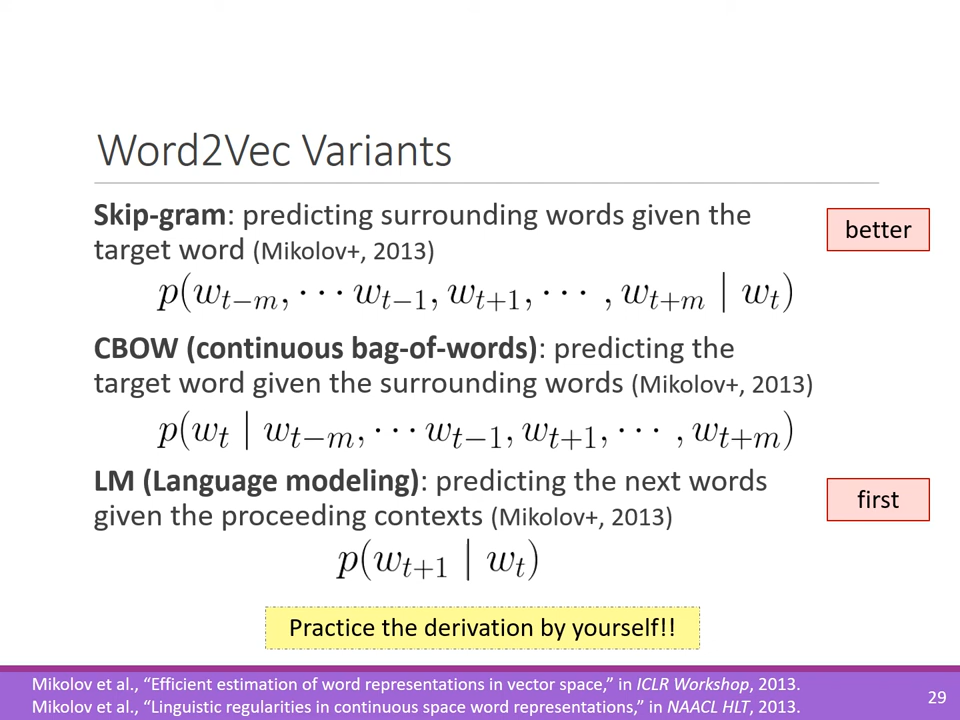 Word2Vec Variants
Skip-gram: predicting surrounding words given the
target word (Mikolov+, 2013)
better
p(w_{t−m}, ⋯ w_{t−1}, w_{t+1}, ⋯ , w_{t+m} | w_t)
CBOW (continuous bag-of-words): predicting the
target word given the surrounding words (Mikolov+, 2013)
p(w_t | w_{t−m}, ⋯ w_{t−1}, w_{t+1}, ⋯ , w_{t+m})
LM (Language modeling): predicting the next words
given the proceeding contexts (Mikolov+, 2013)
first
p(w_{t+1} | w_t)
Practice the derivation by yourself!!
Mikolov et al., “Efficient estimation of word representations in vector space,” in ICLR Workshop, 2013.
Mikolov et al., “Linguistic regularities in continuous space word representations,” in NAACL HLT, 2013.
29